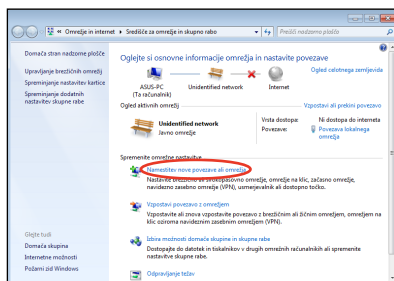 « Omrežje in internet ▸ Središče za omrežje in skupno rabo
Prešči nadzorno ploščo
Domača stran nadzorne plošče
Upravljanje brezžičnih omrežij
Spreminjanje nastavitev kartice
Spreminjanje dodatnih nastavitev skupne rabe
Oglejte si osnovne informacije omrežja in nastavite povezave
Ogled celotnega zemljevida
ASUS-PC
(Ta računalnik)
Unidentified network
Internet
Ogled aktivnih omrežij
Vzpostavi ali prekini povezavo
Unidentified network
Javno omrežje
Vrsta dostopa:
Ni dostopa do interneta
Povezave:
Povezava lokalnega
omrežja
Spremenite omrežne nastavitve
Namestitev nove povezave ali omrežja
Nastavite brezžično ali širokopasovno omrežje, omrežje na klic, začasno omrežje,
navidezno zasebno omrežje (VPN), usmerjevalnik ali dostopno točko.
Vzpostavi povezavo z omrežjem
Vzpostavite ali znova vzpostavite povezavo z brezžičnim ali žičnim omrežjem, omrežjem na
klic oziroma navideznim zasebnim omrežjem (VPN).
Izbira možnosti domače skupine in skupne rabe
Dostopajte do datotek in tiskalnikov v drugih omrežnih računalnikih ali spremenite
nastavitve skupne rabe.
Odpravljanje težav
Glejte tudi
Domača skupina
Internetne možnosti
Požarni zid Windows